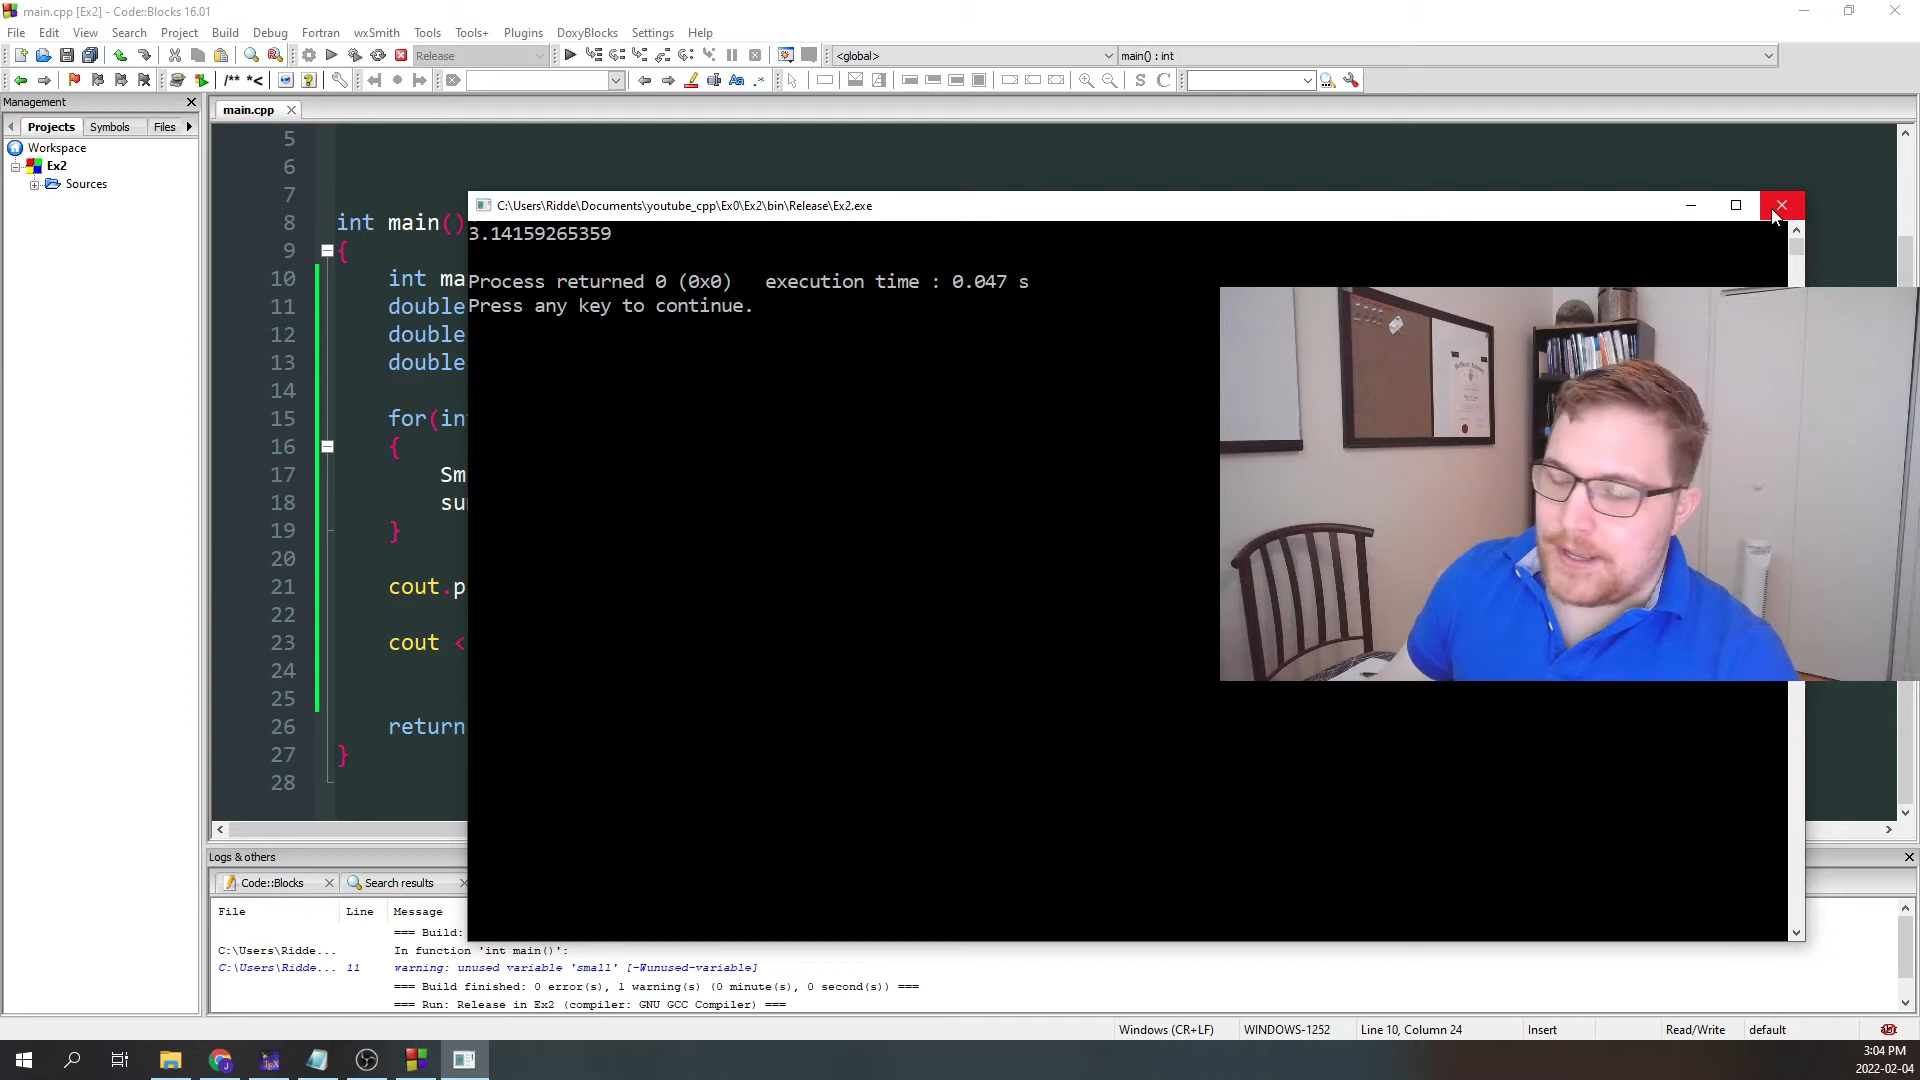 main.cpp [Ex2] - Code::Blocks 16.01
File Edit View Search Project Build Debug Fortran wxSmith Tools Tools+ Plugins DoxyBlocks Settings Help
Release
<global>
main() : int
/** *<
S C
Management
Projects Symbols Files
Workspace
Ex2
Sources
main.cpp
5
6
7
8 int main()
9 {
10 int ma
11 double
12 double
13 double
14
15 for(in
16 {
17 Sm
18 su
19 }
20
21 cout.p
22
23 cout <
24
25
26 return
27 }
28
C:\Users\Ridde\Documents\youtube_cpp\Ex0\Ex2\bin\Release\Ex2.exe
3.14159265359
Process returned 0 (0x0) execution time : 0.047 s
Press any key to continue.
Logs & others
Code::Blocks Search results
File Line Message
=== Build:
C:\Users\Ridde... In function 'int main()':
C:\Users\Ridde... 11 warning: unused variable 'small' [-Wunused-variable]
=== Build finished: 0 error(s), 1 warning(s) (0 minute(s), 0 second(s)) ===
=== Run: Release in Ex2 (compiler: GNU GCC Compiler) ===
Windows (CR+LF) WINDOWS-1252 Line 10, Column 24 Insert Read/Write default
3:04 PM
2022-02-04